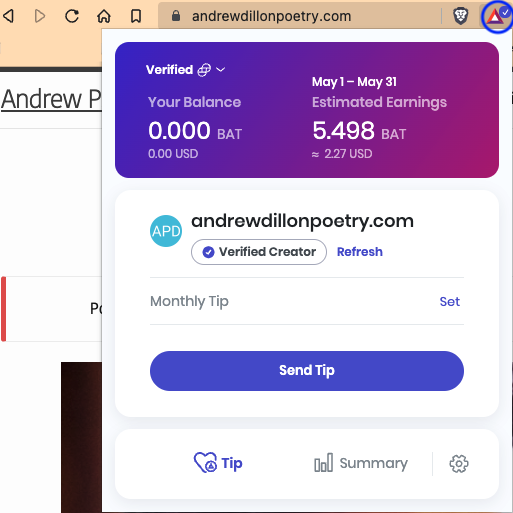 andrewdillonpoetry.com
Andrew P
Verified
Your Balance
0.000 BAT
0.00 USD
May 1 – May 31
Estimated Earnings
5.498 BAT
≈ 2.27 USD
APD
andrewdillonpoetry.com
Verified Creator
Refresh
Monthly Tip
Set
Po
Send Tip
Tip
Summary